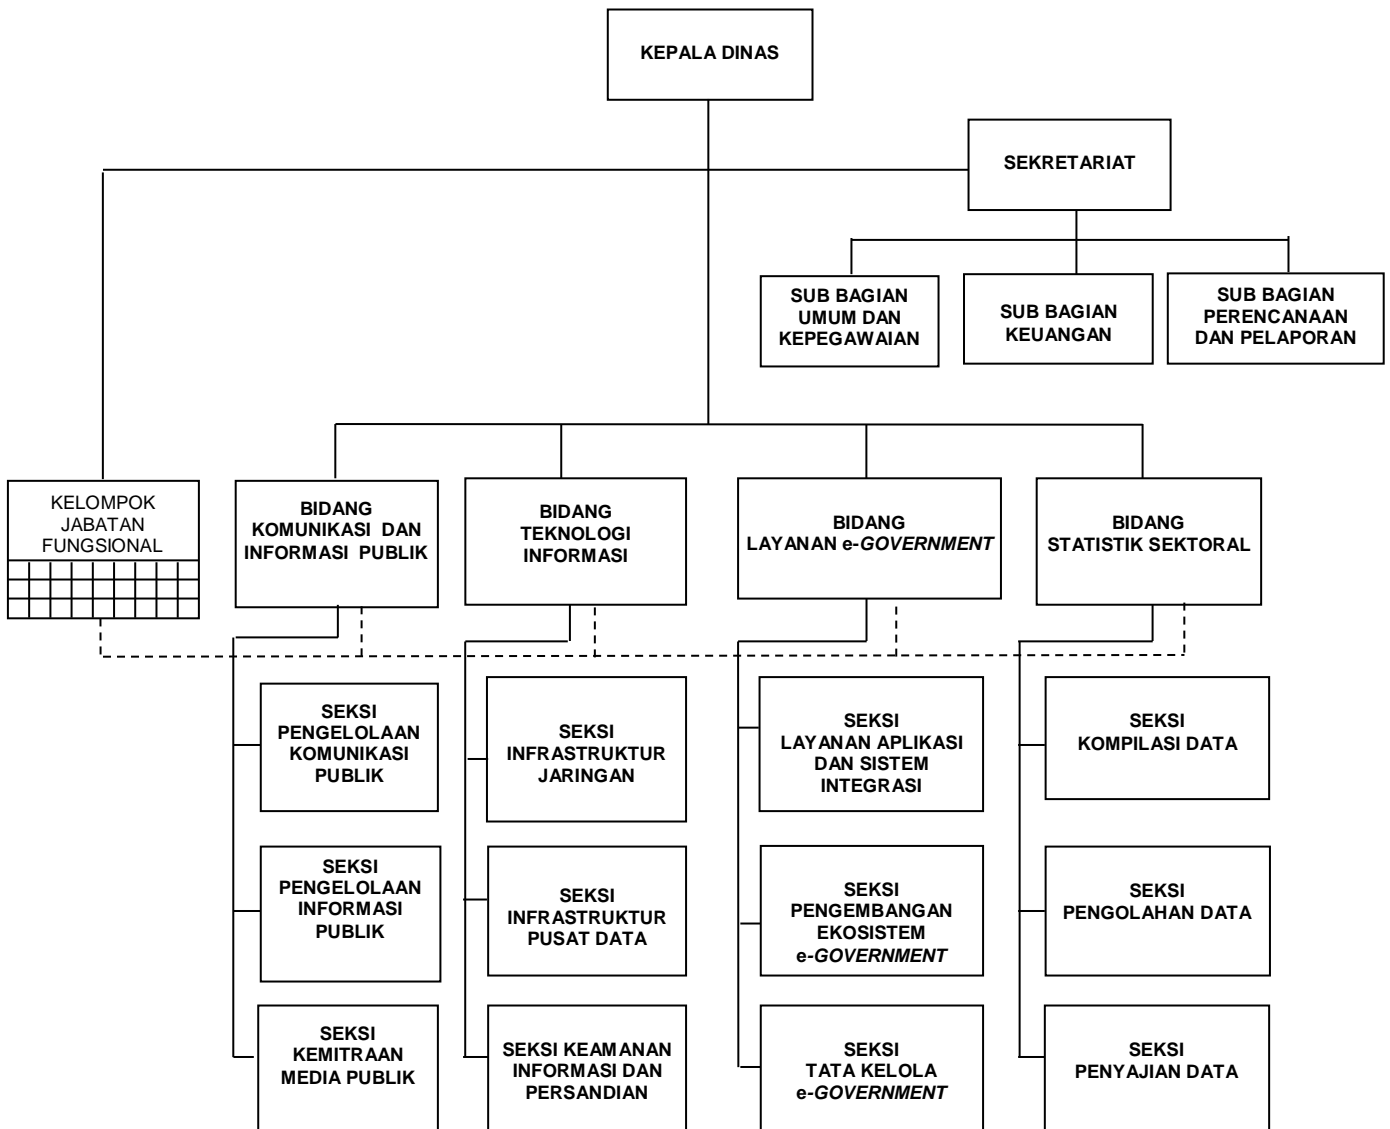 KEPALA DINAS
SEKRETARIAT
SUB BAGIAN
UMUM DAN
KEPEGAWAIAN
SUB BAGIAN
KEUANGAN
SUB BAGIAN
PERENCANAAN
DAN PELAPORAN
KELOMPOK
JABATAN
FUNGSIONAL
BIDANG
KOMUNIKASI DAN
INFORMASI PUBLIK
BIDANG
TEKNOLOGI
INFORMASI
BIDANG
LAYANAN e-GOVERNMENT
BIDANG
STATISTIK SEKTORAL
SEKSI
PENGELOLAAN
KOMUNIKASI
PUBLIK
SEKSI
INFRASTRUKTUR
JARINGAN
SEKSI
LAYANAN APLIKASI
DAN SISTEM
INTEGRASI
SEKSI
KOMPILASI DATA
SEKSI
PENGELOLAAN
INFORMASI
PUBLIK
SEKSI
INFRASTRUKTUR
PUSAT DATA
SEKSI
PENGEMBANGAN
EKOSISTEM
e-GOVERNMENT
SEKSI
PENGOLAHAN DATA
SEKSI
KEMITRAAN
MEDIA PUBLIK
SEKSI KEAMANAN
INFORMASI DAN
PERSANDIAN
SEKSI
TATA KELOLA
e-GOVERNMENT
SEKSI
PENYAJIAN DATA